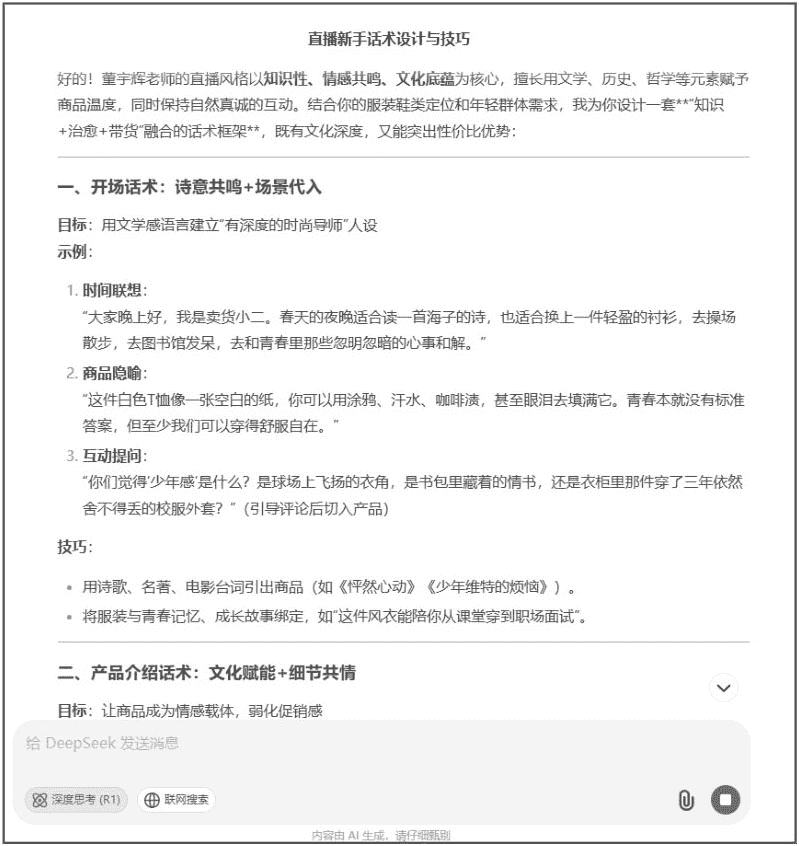 直播新手话术设计与技巧
好的！董宇辉老师的直播风格以知识性、情感共鸣、文化底蕴为核心，擅长用文学、历史、哲学等元素赋予
商品温度，同时保持自然真诚的互动。结合你的服装鞋类定位和年轻群体需求，我为你设计一套**“知识
+治愈+带货”融合的话术框架**，既有文化深度，又能突出性价比优势：
一、开场话术：诗意共鸣+场景代入
目标：用文学感语言建立“有深度的时尚导师”人设
示例：
1. 时间联想：
“大家晚上好，我是卖货小二。春天的夜晚适合读一首海子的诗，也适合换上一件轻盈的衬衫，去操场
散步，去图书馆发呆，去和青春里那些忽明忽暗的心事和解。”
2. 商品隐喻：
“这件白色T恤像一张空白的纸，你可以用涂鸦、汗水、咖啡渍，甚至眼泪去填满它。青春本就没有标准
答案，但至少我们可以穿得舒服自在。”
3. 互动提问：
“你们觉得‘少年感’是什么？是球场上飞扬的衣角，是书包里藏着的情书，还是衣柜里那件穿了三年依然
舍不得丢的校服外套？”（引导评论后切入产品）
技巧：
• 用诗歌、名著、电影台词引出商品（如《怦然心动》《少年维特的烦恼》）。
• 将服装与青春记忆、成长故事绑定，如“这件风衣能陪你从课堂穿到职场面试”。
二、产品介绍话术：文化赋能+细节共情
目标：让商品成为情感载体，弱化促销感
给 DeepSeek 发送消息
深度思考 (R1) 联网搜索
内容由 AI 生成，请仔细甄别